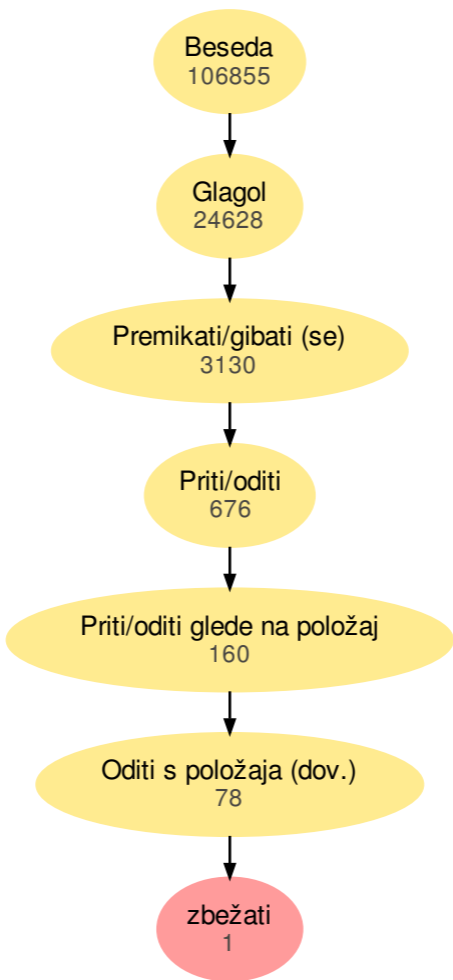 Beseda
106855
Glagol
24628
Premikati/gibati (se)
3130
Priti/oditi
676
Priti/oditi glede na položaj
160
Oditi s položaja (dov.)
78
zbežati
1